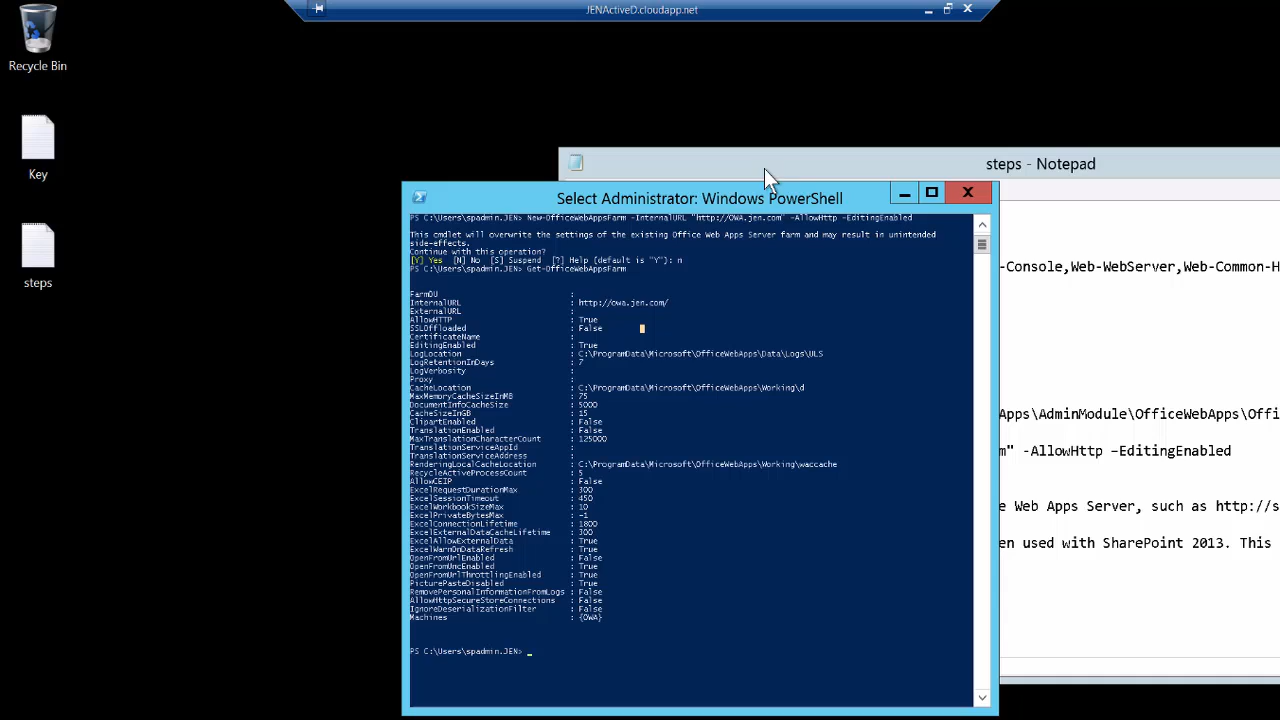 JENActiveD.cloudapp.net
Recycle Bin
Key
steps
steps - Notepad
-Console,Web-WebServer,Web-Common-H
Apps\AdminModule\OfficeWebApps\Offi
m" -AllowHttp –EditingEnabled
e Web Apps Server, such as http://s
en used with SharePoint 2013. This
Select Administrator: Windows PowerShell
PS C:\Users\spadmin.JEN> New-OfficeWebAppsFarm -InternalURL "http://OWA.jen.com" -AllowHttp -EditingEnabled
This cmdlet will overwrite the settings of the existing Office Web Apps Server farm and may result in unintended
side-effects.
Continue with this operation?
[Y] Yes  [N] No  [S] Suspend  [?] Help (default is "Y"): n
PS C:\Users\spadmin.JEN> Get-OfficeWebAppsFarm
FarmOU :
InternalURL : http://owa.jen.com/
ExternalURL :
AllowHTTP : True
SSLOffloaded : False
CertificateName :
EditingEnabled : True
LogLocation : C:\ProgramData\Microsoft\OfficeWebApps\Data\Logs\ULS
LogRetentionInDays : 7
LogVerbosity :
Proxy :
CacheLocation : C:\ProgramData\Microsoft\OfficeWebApps\Working\d
MaxMemoryCacheSizeInMB : 75
DocumentInfoCacheSize : 5000
CacheSizeInGB : 15
ClipartEnabled : False
TranslationEnabled : False
MaxTranslationCharacterCount : 125000
TranslationServiceAppId :
TranslationServiceAddress :
RenderingLocalCacheLocation : C:\ProgramData\Microsoft\OfficeWebApps\Working\waccache
RecycleActiveProcessCount : 5
AllowCEIP : False
ExcelRequestDurationMax : 300
ExcelSessionTimeout : 450
ExcelWorkbookSizeMax : 10
ExcelPrivateBytesMax : -1
ExcelConnectionLifetime : 1800
ExcelExternalDataCacheLifetime : 300
ExcelAllowExternalData : True
ExcelWarnOnDataRefresh : True
OpenFromUrlEnabled : False
OpenFromUncEnabled : True
OpenFromUrlThrottlingEnabled : True
PicturePasteDisabled : True
RemovePersonalInformationFromLogs : False
AllowHttpSecureStoreConnections : False
IgnoreDeserializationFilter : False
Machines : {OWA}
PS C:\Users\spadmin.JEN> _